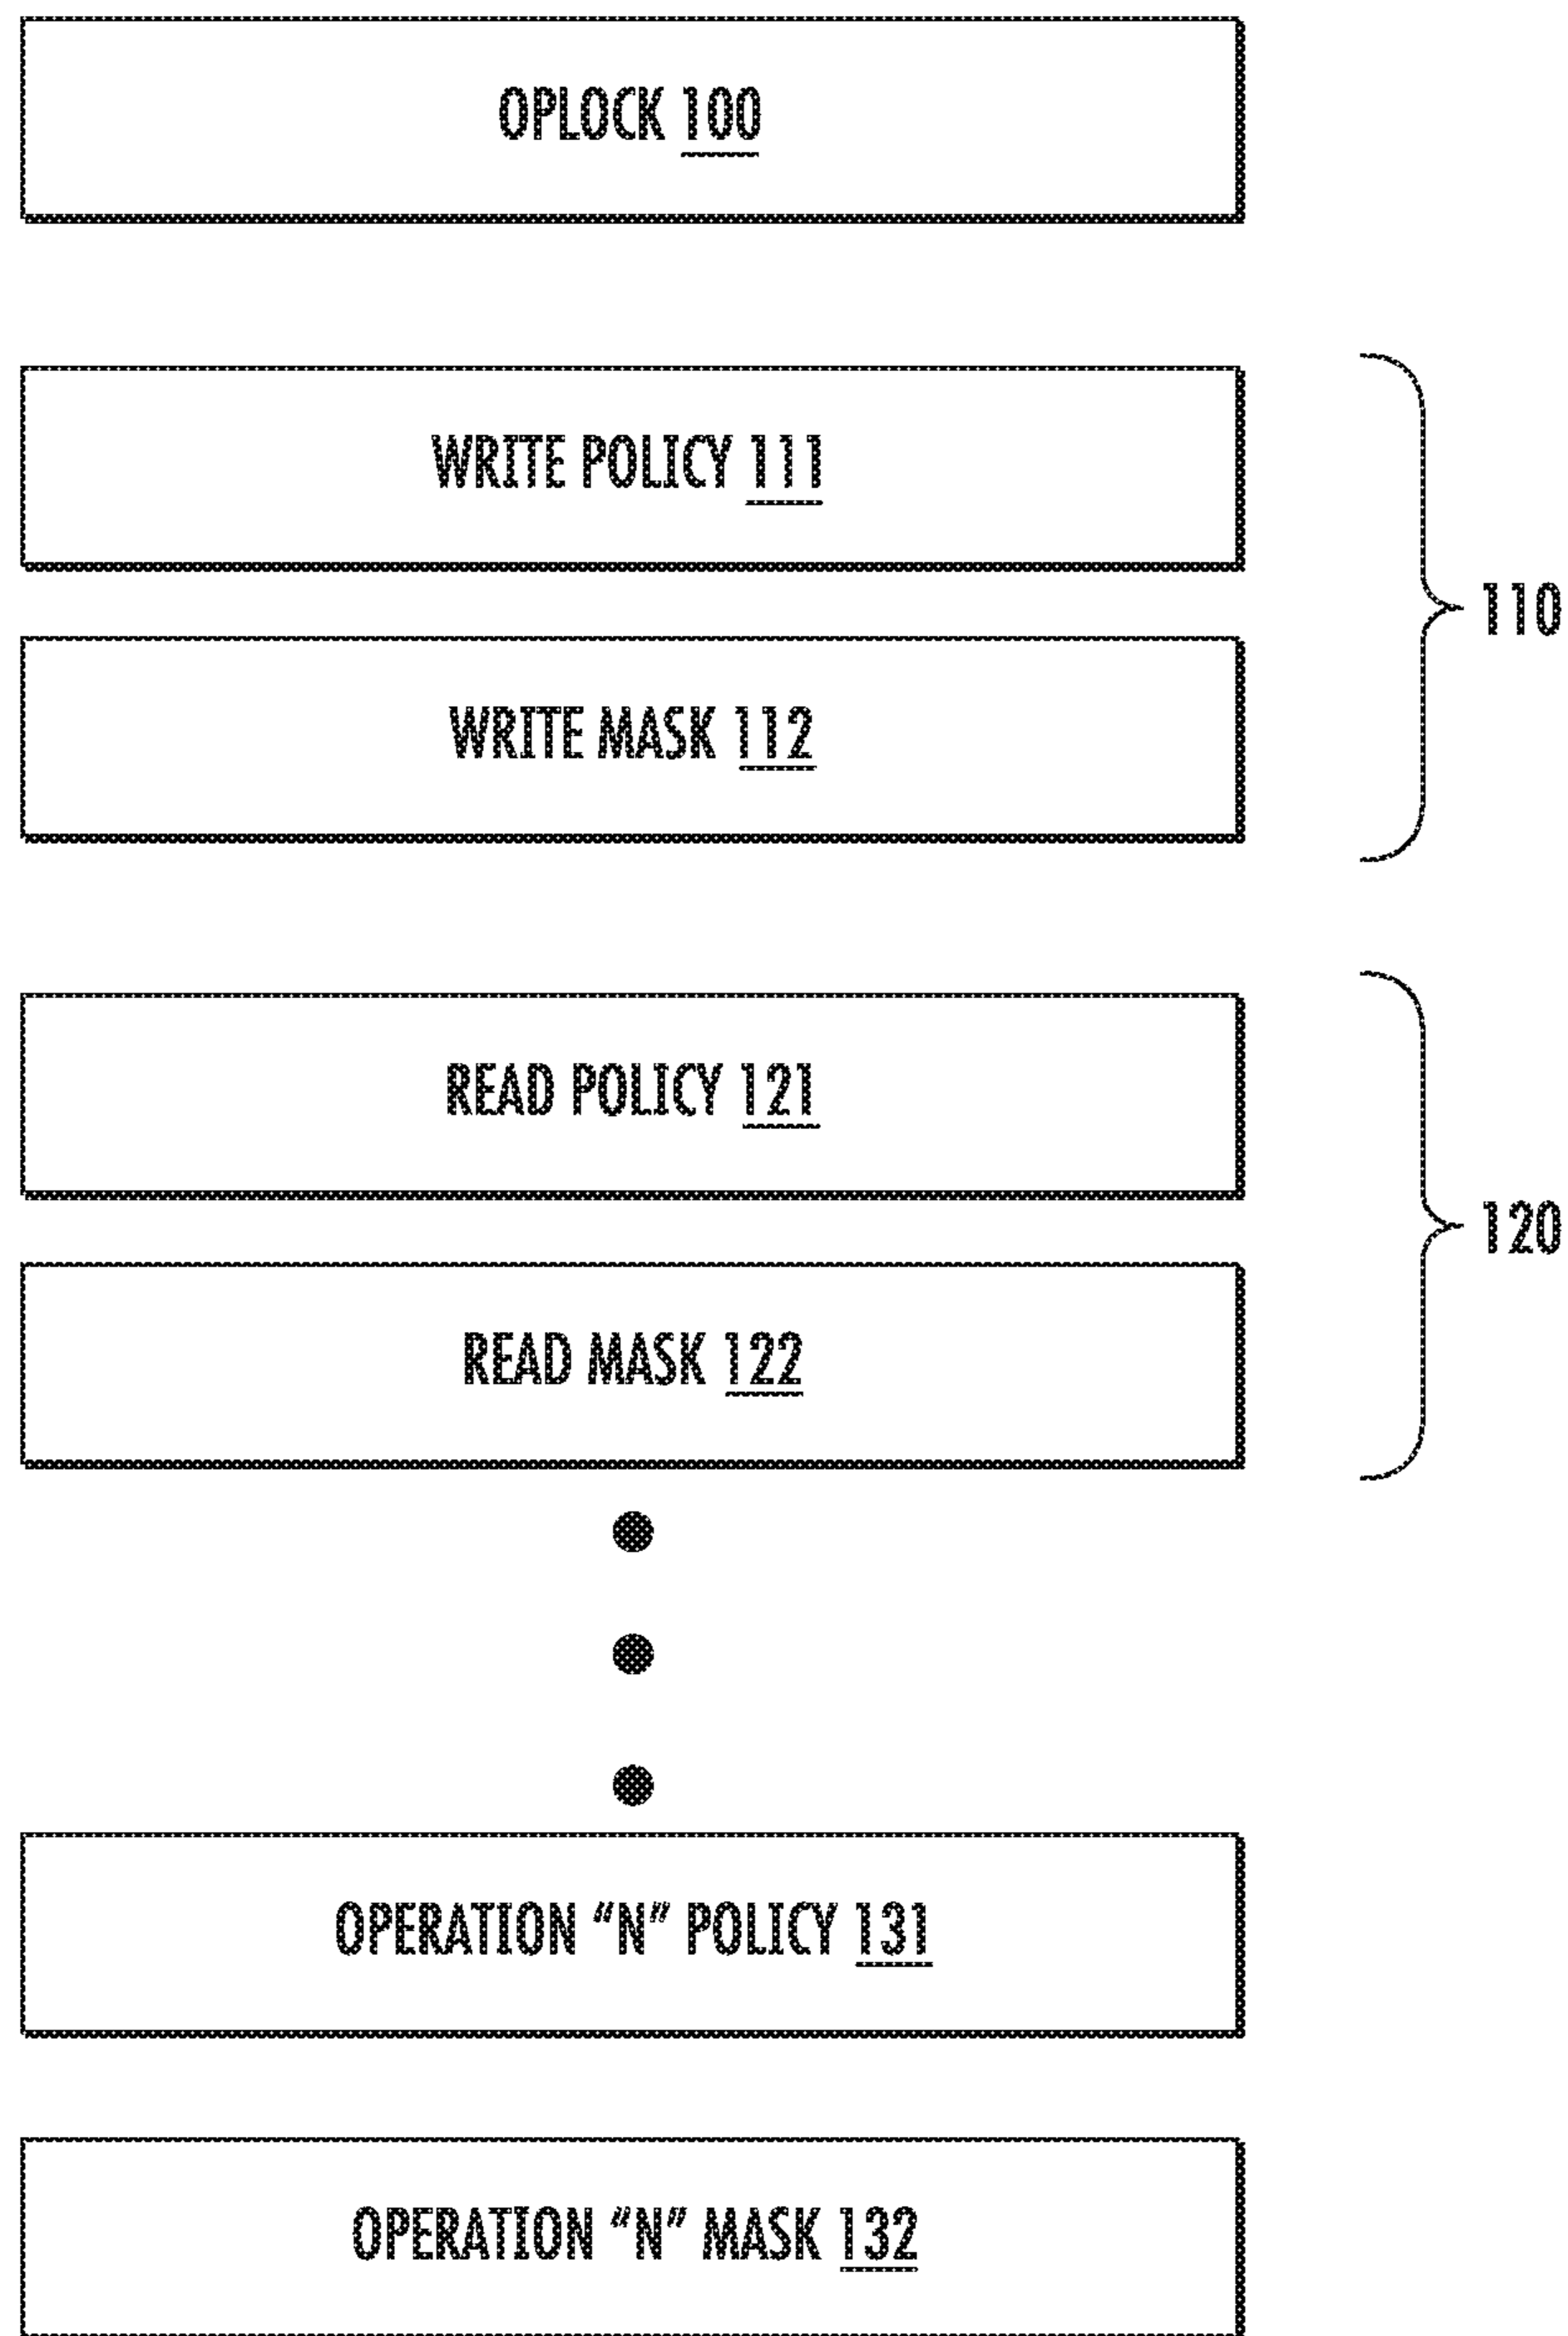 OPLOCK 100
WRITE POLICY 111
110
WRITE MASK 112
READ POLICY 121
120
READ MASK 122
OPERATION “N” POLICY 131
OPERATION “N” MASK 132